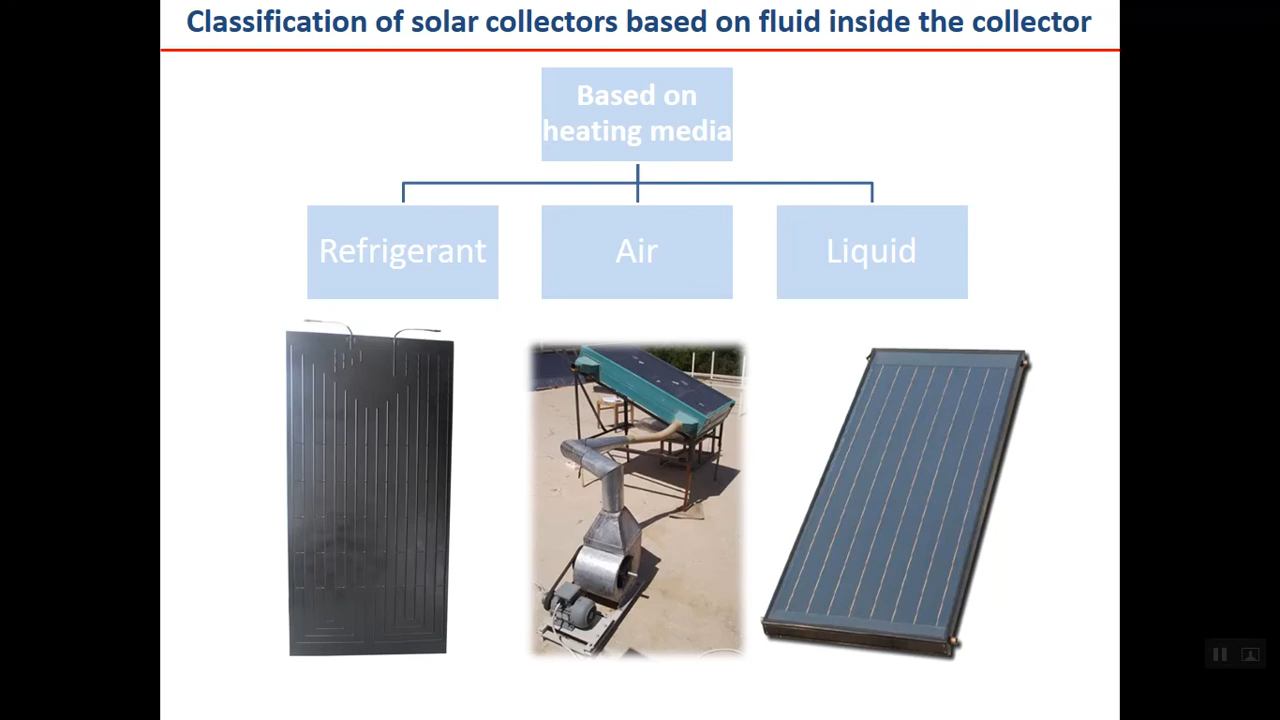 Classification of solar collectors based on fluid inside the collector
Based on
heating media
Refrigerant
Air
Liquid